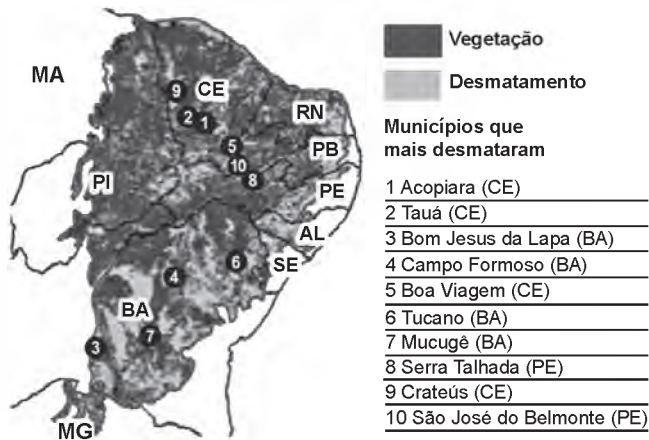 MA
9
CE
2
1
RN
5
PB
10
8
PI
PE
AL
6
SE
4
BA
7
3
MG
Vegetação
Desmatamento
Municípios que
mais desmataram
1 Acopiara (CE)
2 Tauá (CE)
3 Bom Jesus da Lapa (BA)
4 Campo Formoso (BA)
5 Boa Viagem (CE)
6 Tucano (BA)
7 Mucugê (BA)
8 Serra Talhada (PE)
9 Crateús (CE)
10 São José do Belmonte (PE)